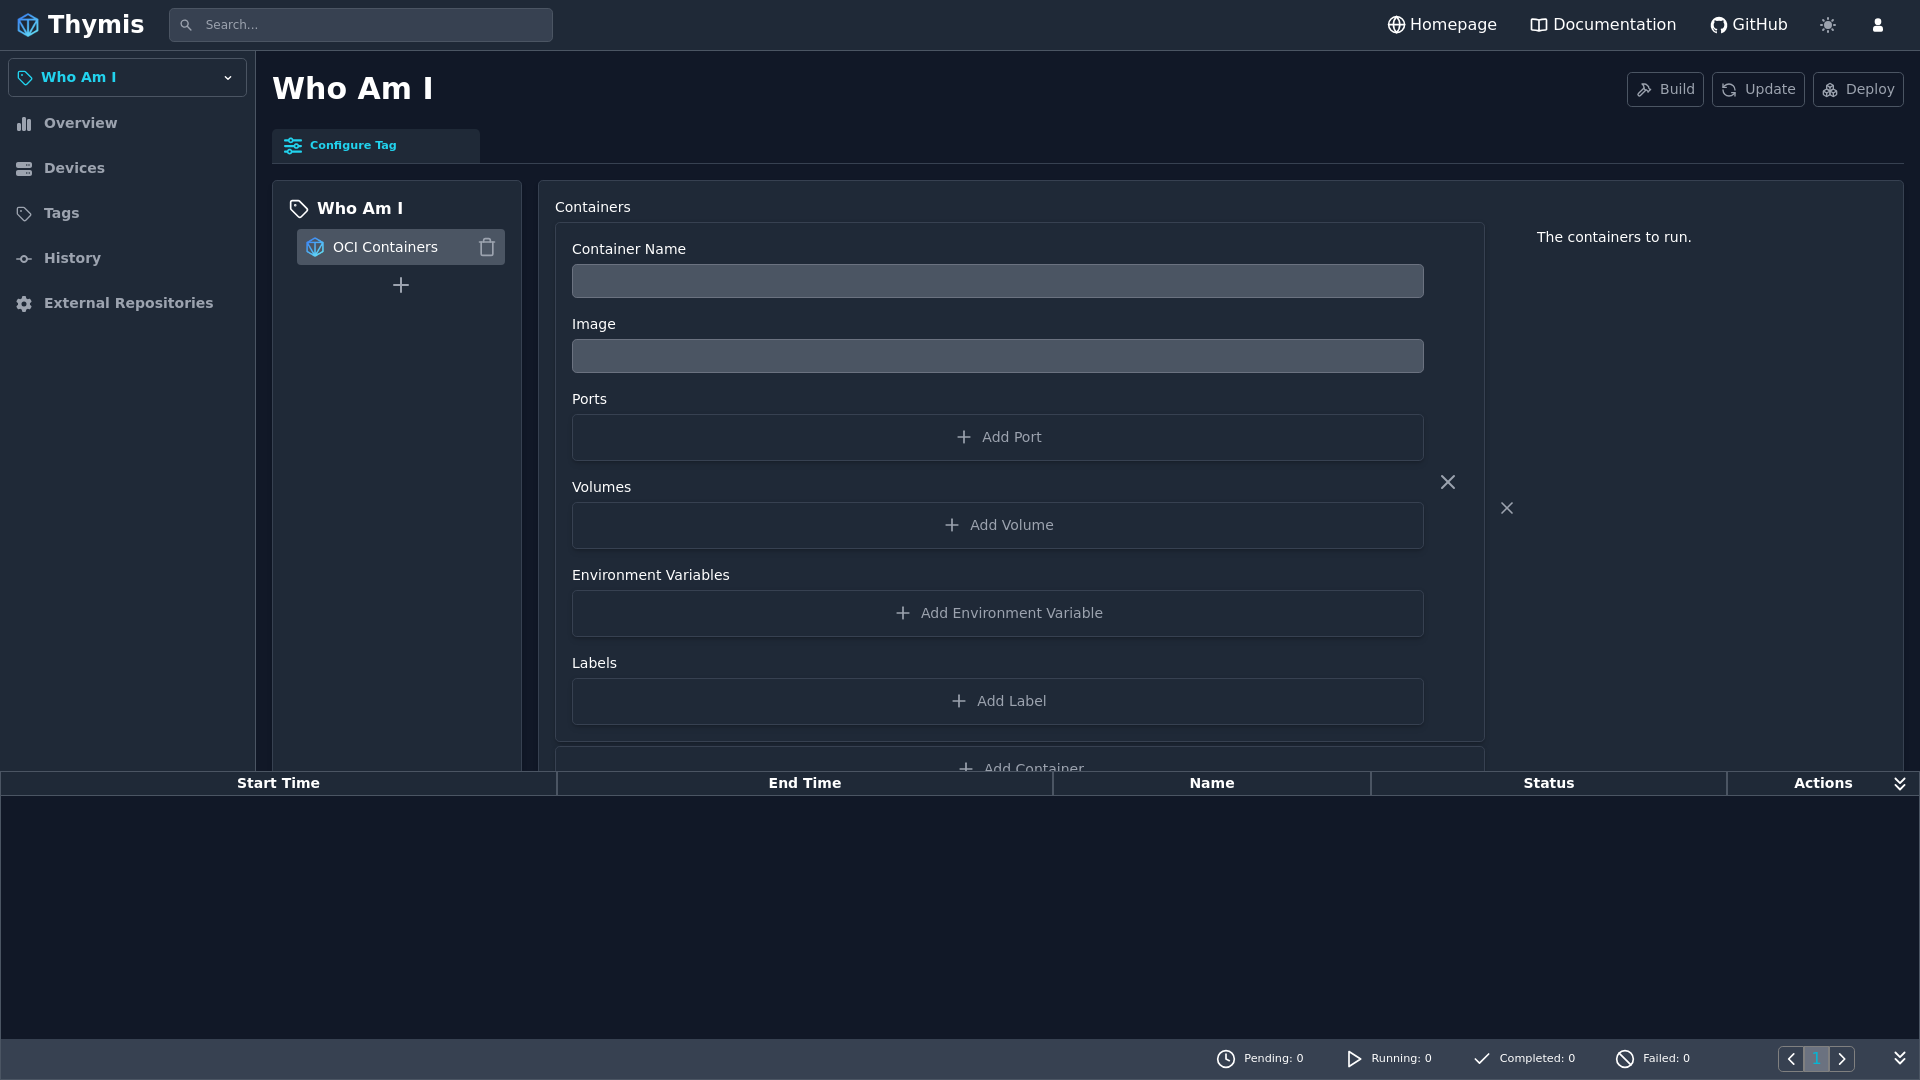 Thymis
Search...
Homepage
Documentation
GitHub
Who Am I
Overview
Devices
Tags
History
External Repositories
Who Am I
Build
Update
Deploy
Configure Tag
Who Am I
OCI Containers
Containers
Container Name
Image
Ports
Add Port
Volumes
Add Volume
Environment Variables
Add Environment Variable
Labels
Add Label
Add Container
The containers to run.
Start Time
End Time
Name
Status
Actions
Pending: 0
Running: 0
Completed: 0
Failed: 0
1